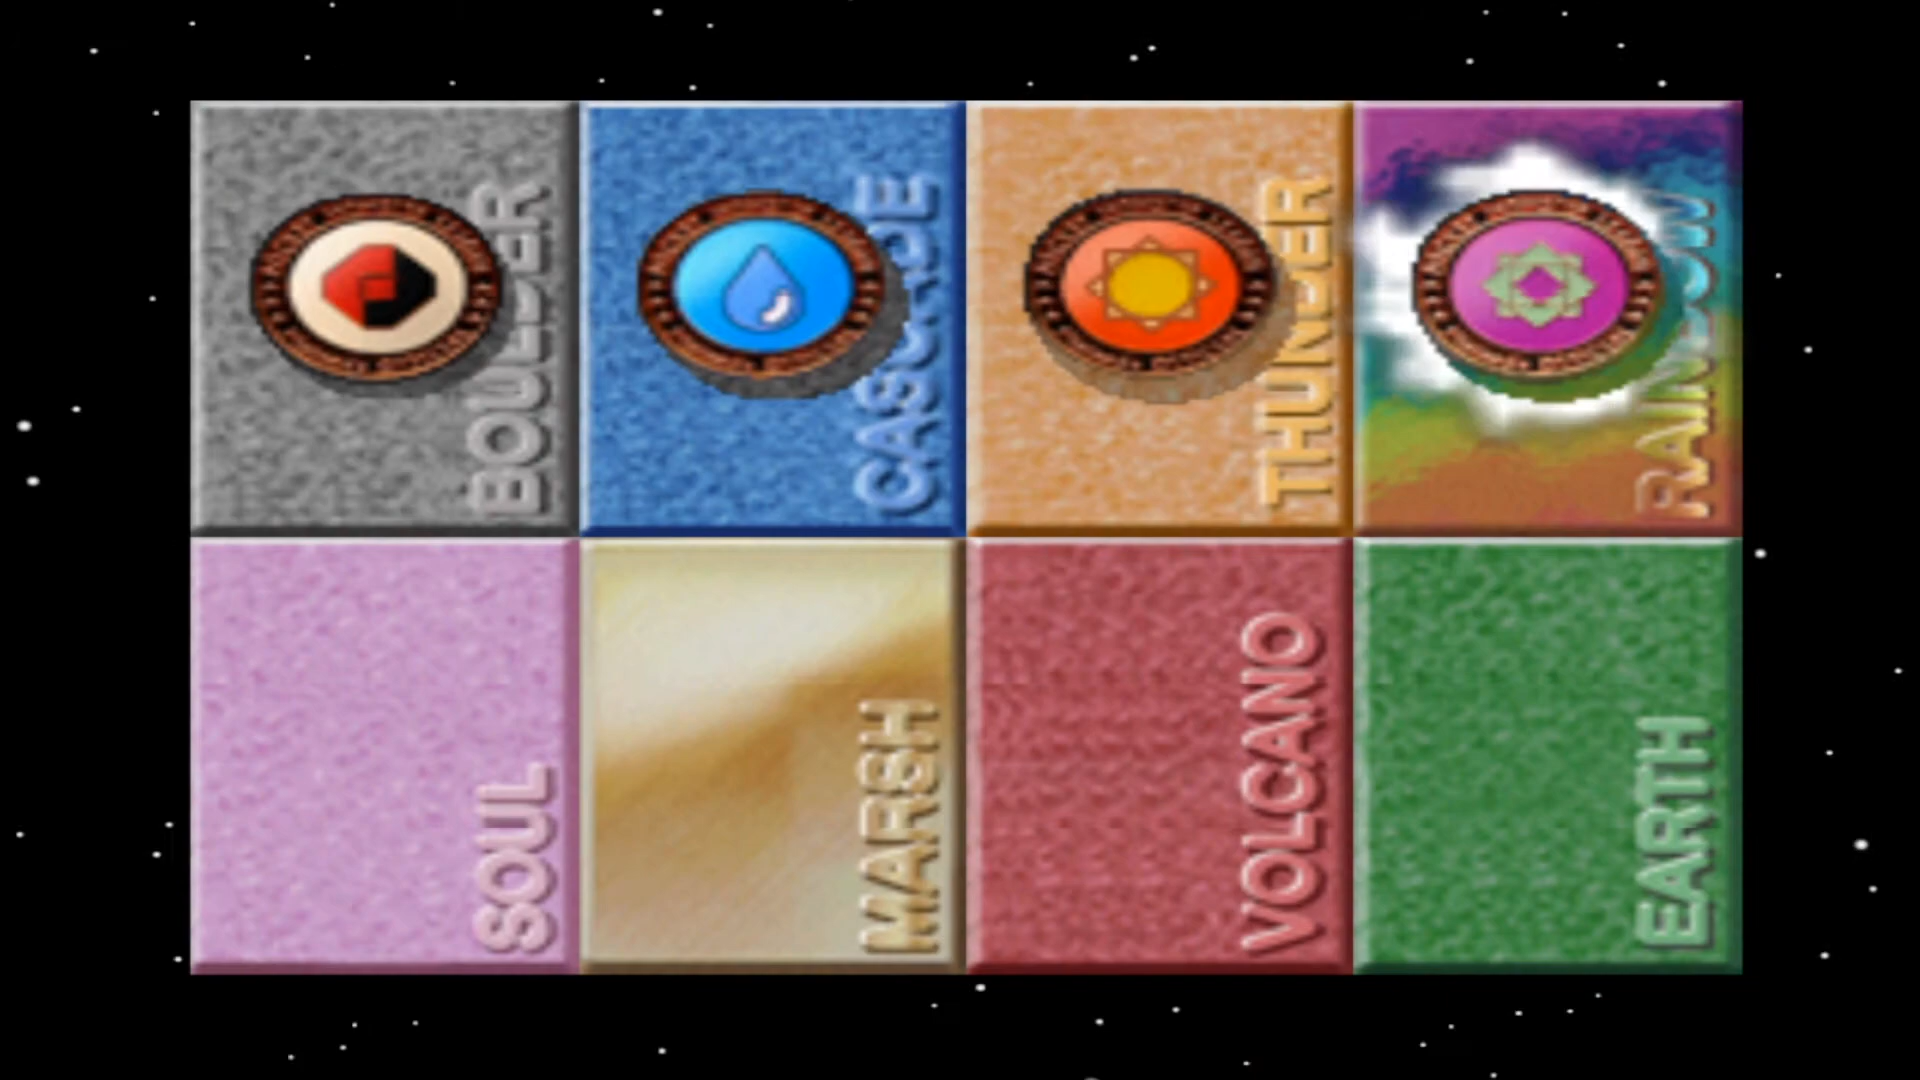 BOULDER
CASCADE
THUNDER
RAINBOW
SOUL
MARSH
VOLCANO
EARTH